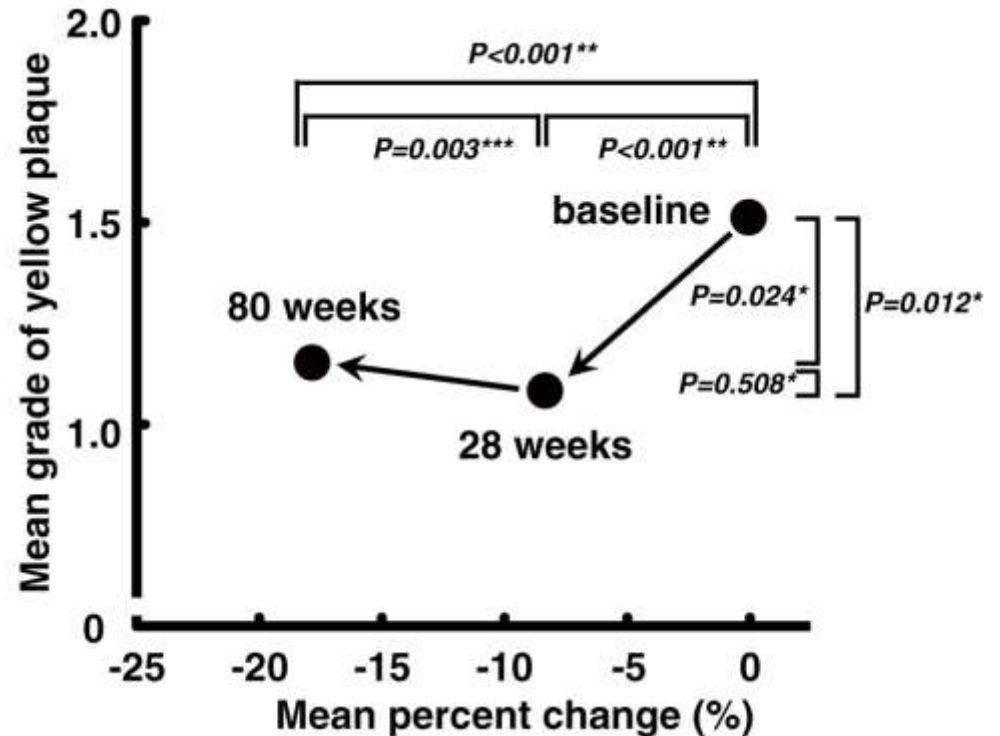 2.0
P<0.001**
P=0.003***
P<0.001**
1.5
baseline
P=0.024*
P=0.012*
80 weeks
P=0.508*
1.0
28 weeks
0
-25
-20
-15
-10
-5
0
Mean percent change (%)
Mean grade of yellow plaque